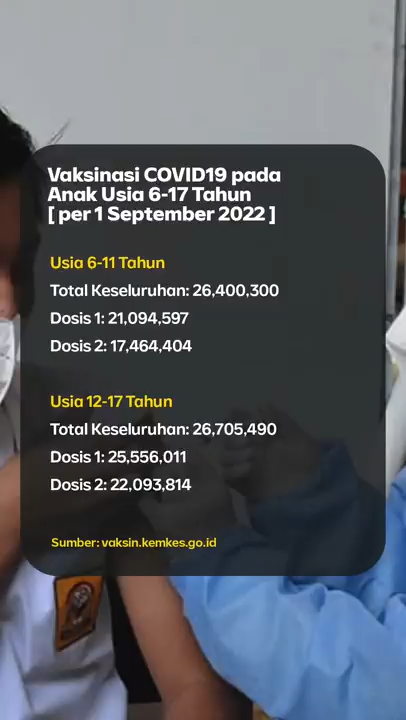 Vaksinasi COVID19 pada
Anak Usia 6-17 Tahun
[ per 1 September 2022 ]
Usia 6-11 Tahun
Total Keseluruhan: 26,400,300
Dosis 1: 21,094,597
Dosis 2: 17,464,404
Usia 12-17 Tahun
Total Keseluruhan: 26,705,490
Dosis 1: 25,556,011
Dosis 2: 22,093,814
Sumber: vaksin.kemkes.go.id